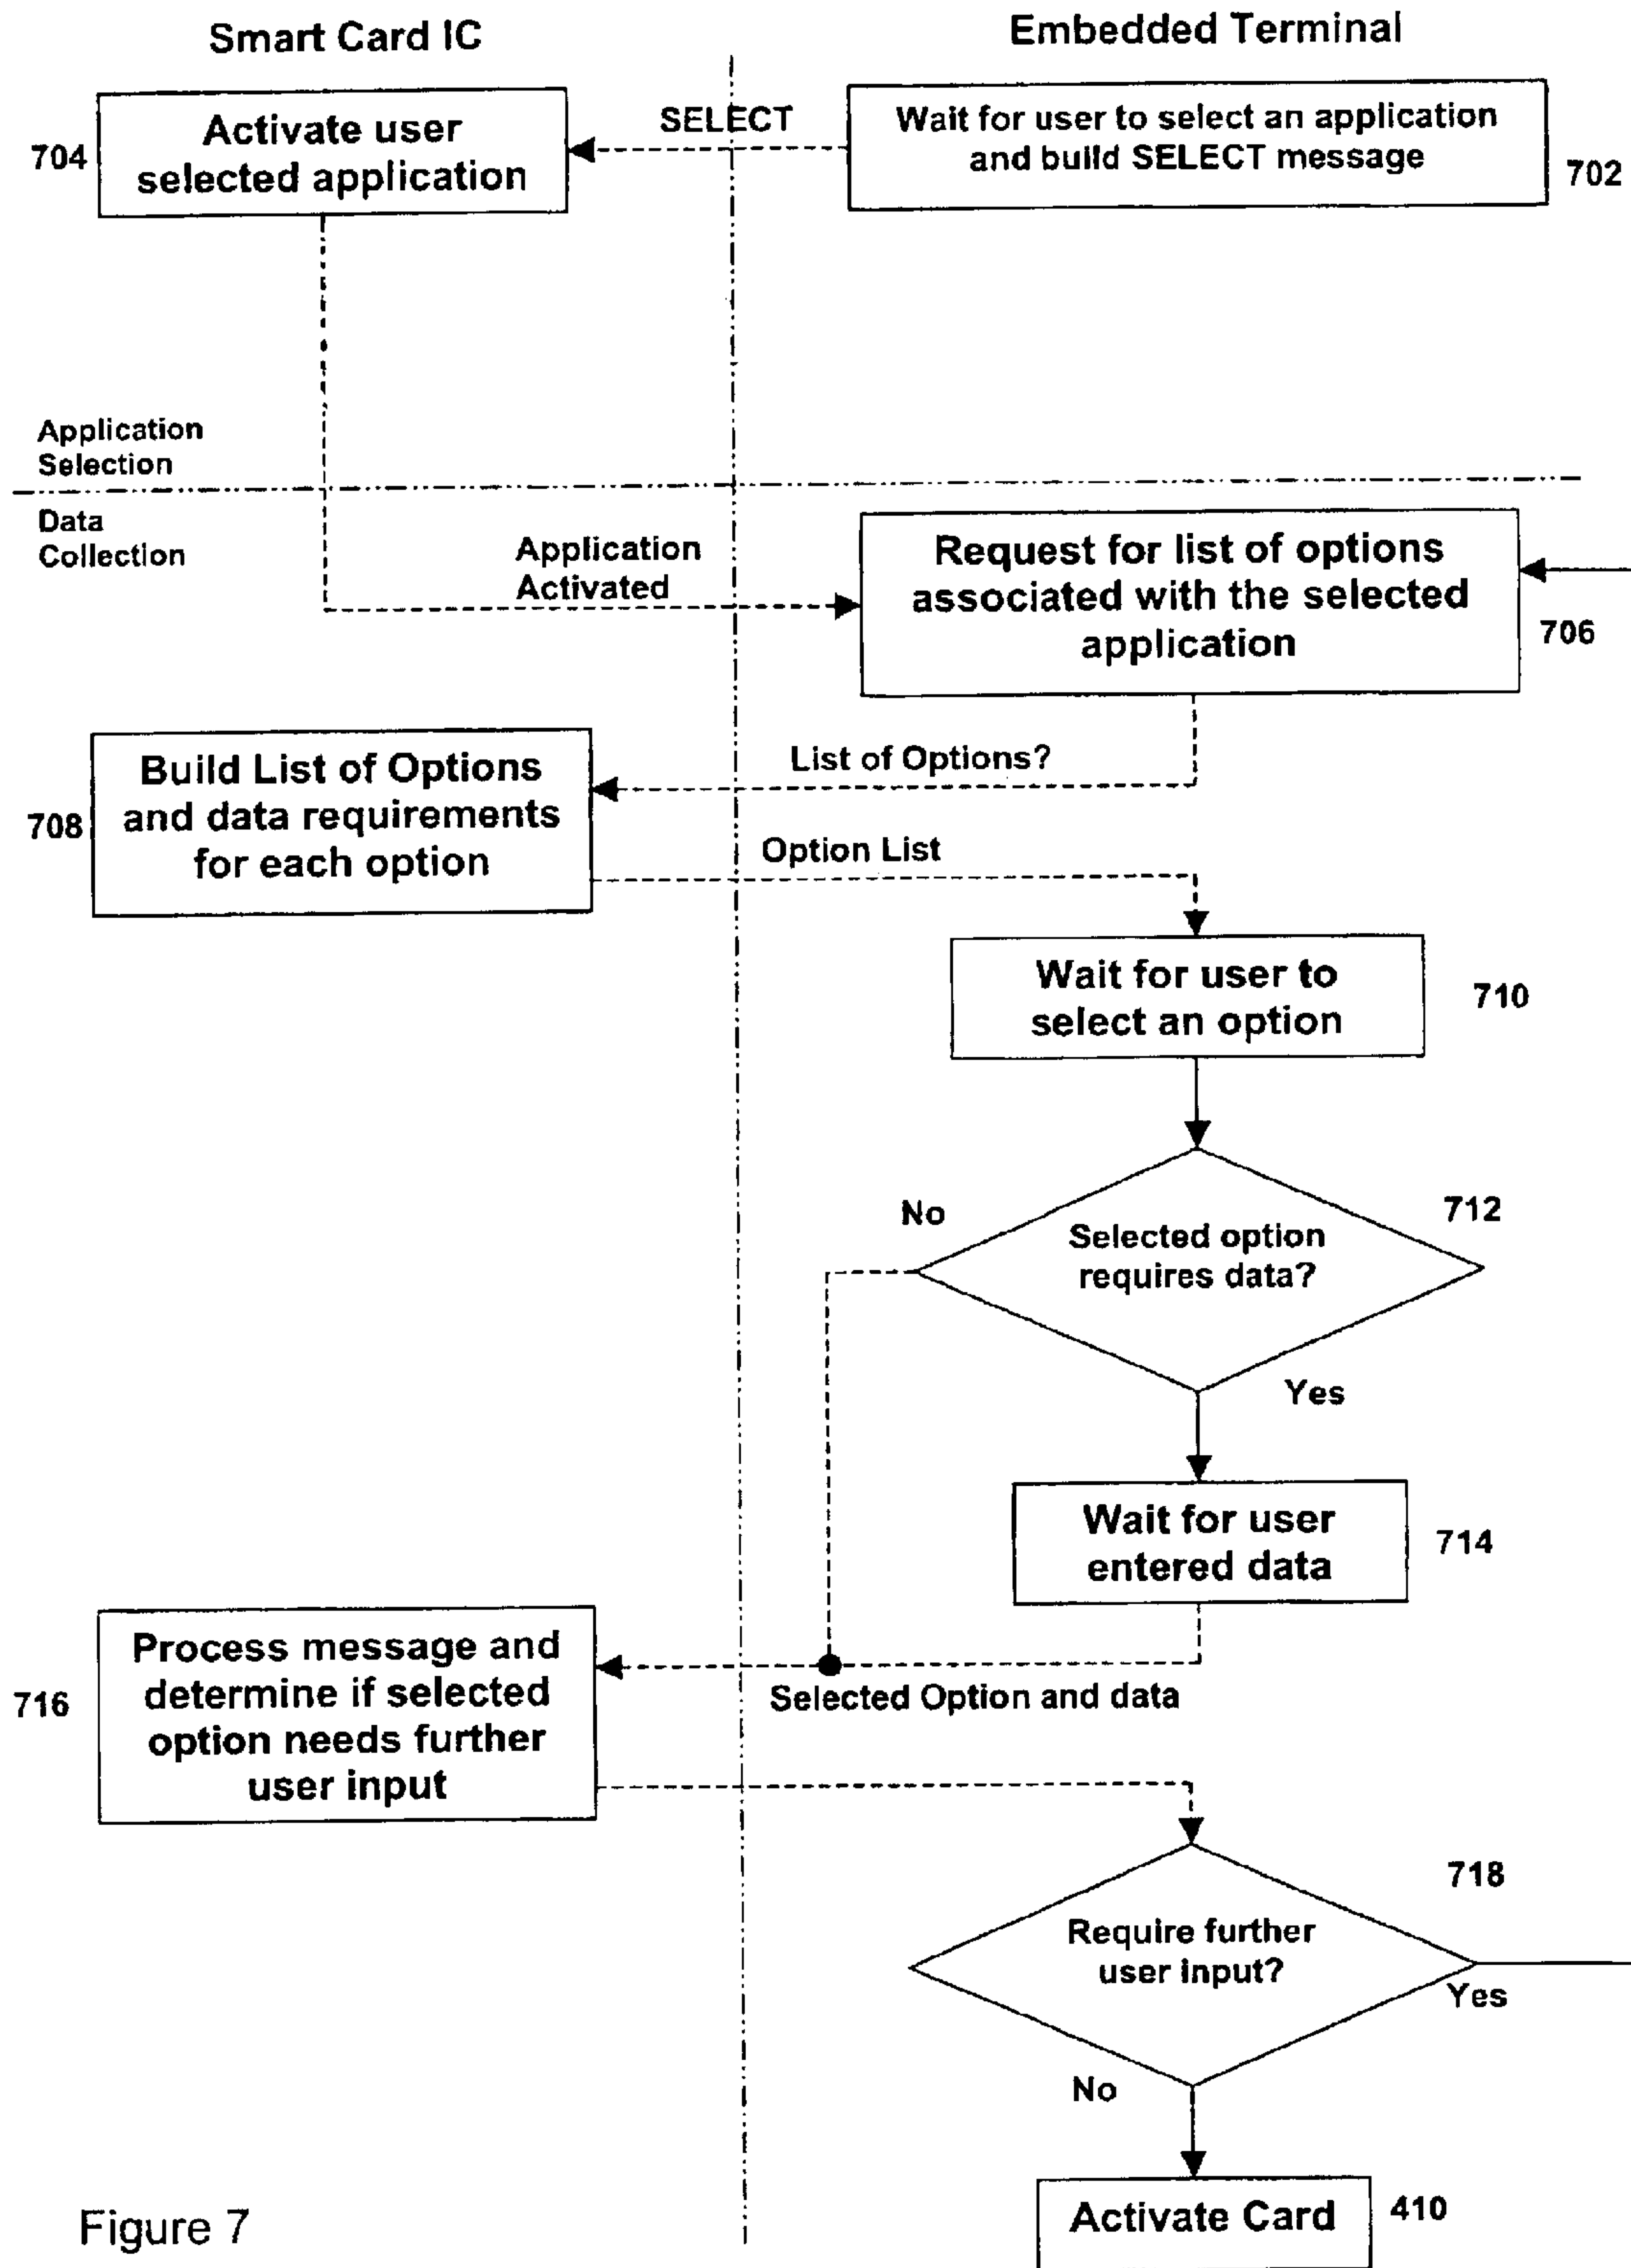 Smart Card IC
Embedded Terminal
Activate user
selected application
704
SELECT
Wait for user to select an application
and build SELECT message
702
Application
Selection
Data
Collection
Application
Activated
Request for list of options
associated with the selected
application
706
List of Options?
Build List of Options
and data requirements
for each option
708
Option List
Wait for user to
select an option
710
No
712
Selected option
requires data?
Yes
Wait for user
entered data
714
Process message and
determine if selected
option needs further
user input
716
Selected Option and data
718
Require further
user input?
Yes
No
Activate Card
410
Figure 7